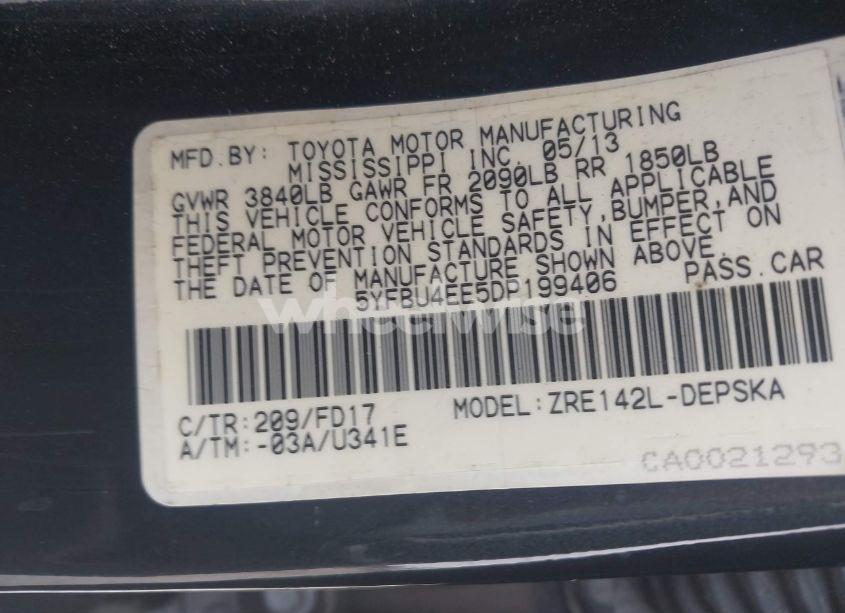 MFD.BY: TOYOTA MOTOR MANUFACTURING
MISSISSIPPI INC. 05/13
GVWR 3840LB GAWR FR 2090LB RR 1850LB
THIS VEHICLE CONFORMS TO ALL APPLICABLE
FEDERAL MOTOR VEHICLE SAFETY,BUMPER,AND
THEFT PREVENTION STANDARDS IN EFFECT ON
THE DATE OF MANUFACTURE SHOWN ABOVE.
5YFBU4EE5DP199406 PASS.CAR
wheelwise
C/TR:209/FD17 MODEL:ZRE142L-DEPSKA
A/TM:-03A/U341E
CA0021293